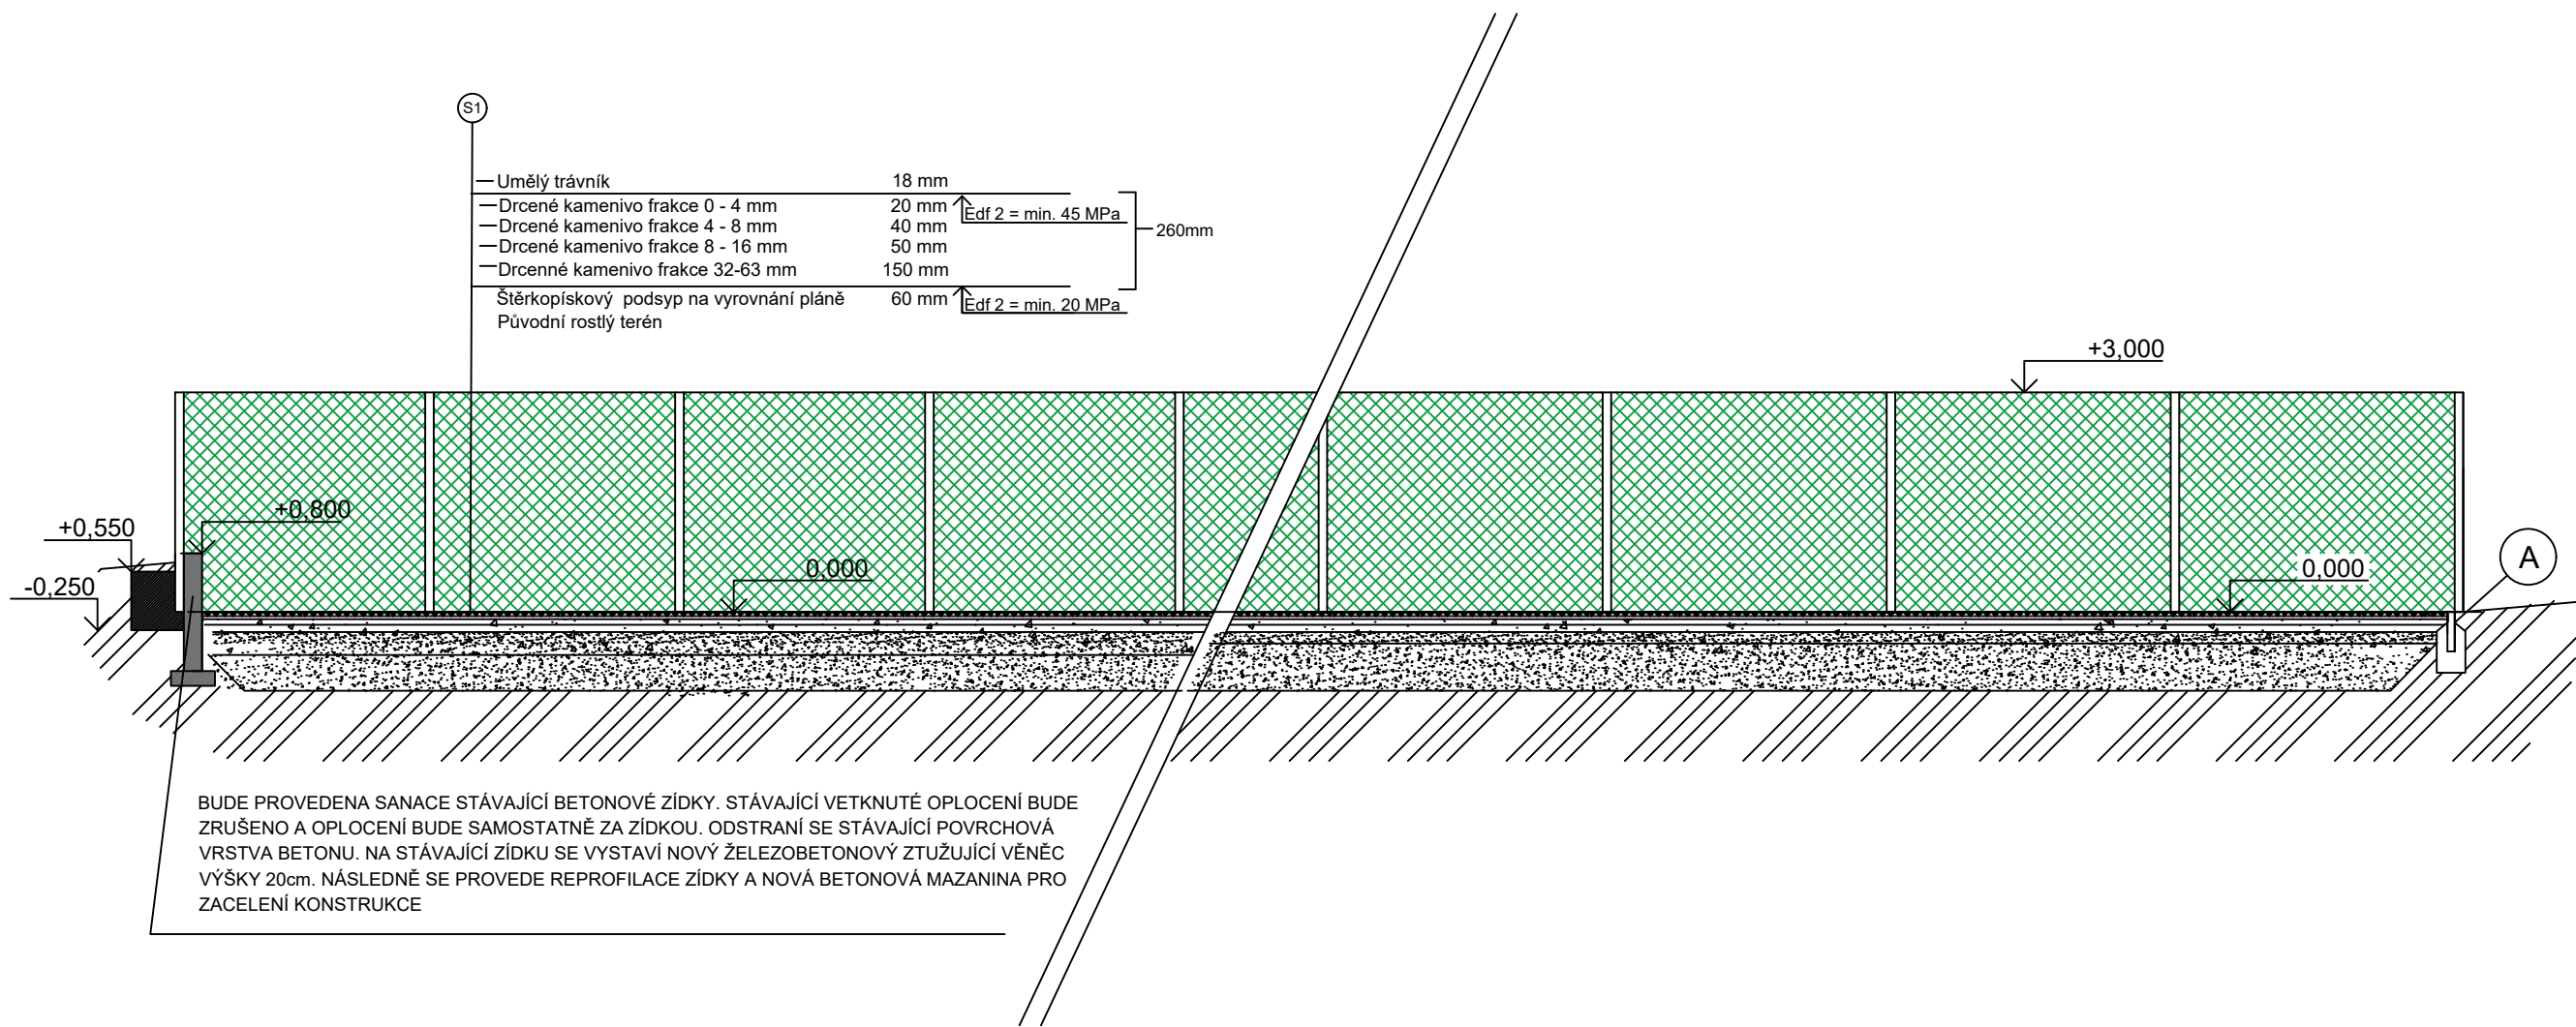 S1
Umělý trávník 18 mm
Drcené kamenivo frakce 0 - 4 mm 20 mm
Edf 2 = min. 45 MPa
Drcené kamenivo frakce 4 - 8 mm 40 mm
260mm
Drcené kamenivo frakce 8 - 16 mm 50 mm
Drcenné kamenivo frakce 32-63 mm 150 mm
Štěrkopískový podsyp na vyrovnání pláně 60 mm
Edf 2 = min. 20 MPa
Původní rostlý terén
+3,000
+0,800
+0,550
-0,250
0,000
0,000
A
BUDE PROVEDENA SANACE STÁVAJÍCÍ BETONOVÉ ZÍDKY. STÁVAJÍCÍ VETKNUTÉ OPLOCENÍ BUDE
ZRUŠENO A OPLOCENÍ BUDE SAMOSTATNĚ ZA ZÍDKOU. ODSTRANÍ SE STÁVAJÍCÍ POVRCHOVÁ
VRSTVA BETONU. NA STÁVAJÍCÍ ZÍDKU SE VYSTAVÍ NOVÝ ŽELEZOBETONOVÝ ZTUŽUJÍCÍ VĚNĚC
VÝŠKY 20cm. NÁSLEDNĚ SE PROVEDE REPROFILACE ZÍDKY A NOVÁ BETONOVÁ MAZANINA PRO
ZACELENÍ KONSTRUKCE